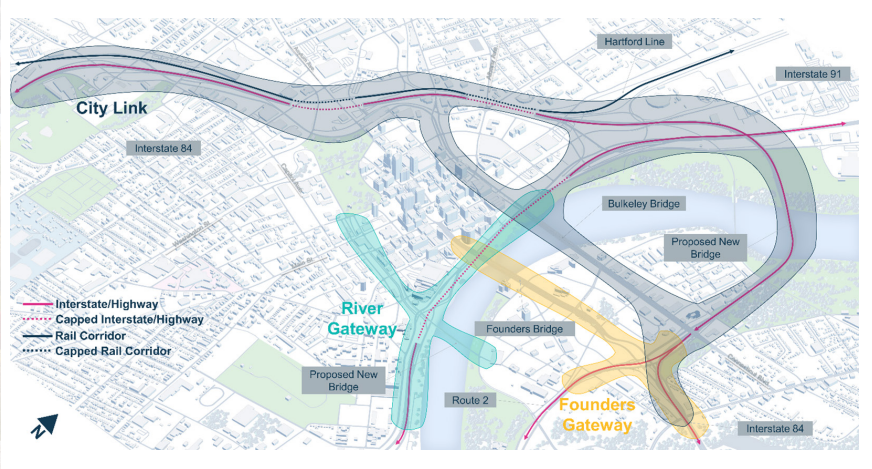 Hartford Line
Interstate 91
City Link
Interstate 84
Bulkeley Bridge
Proposed New
Bridge
Interstate/Highway
Capped Interstate/Highway
Rail Corridor
Capped Rail Corridor
River
Gateway
Founders Bridge
Proposed New
Bridge
Route 2
Founders
Gateway
Interstate 84
N